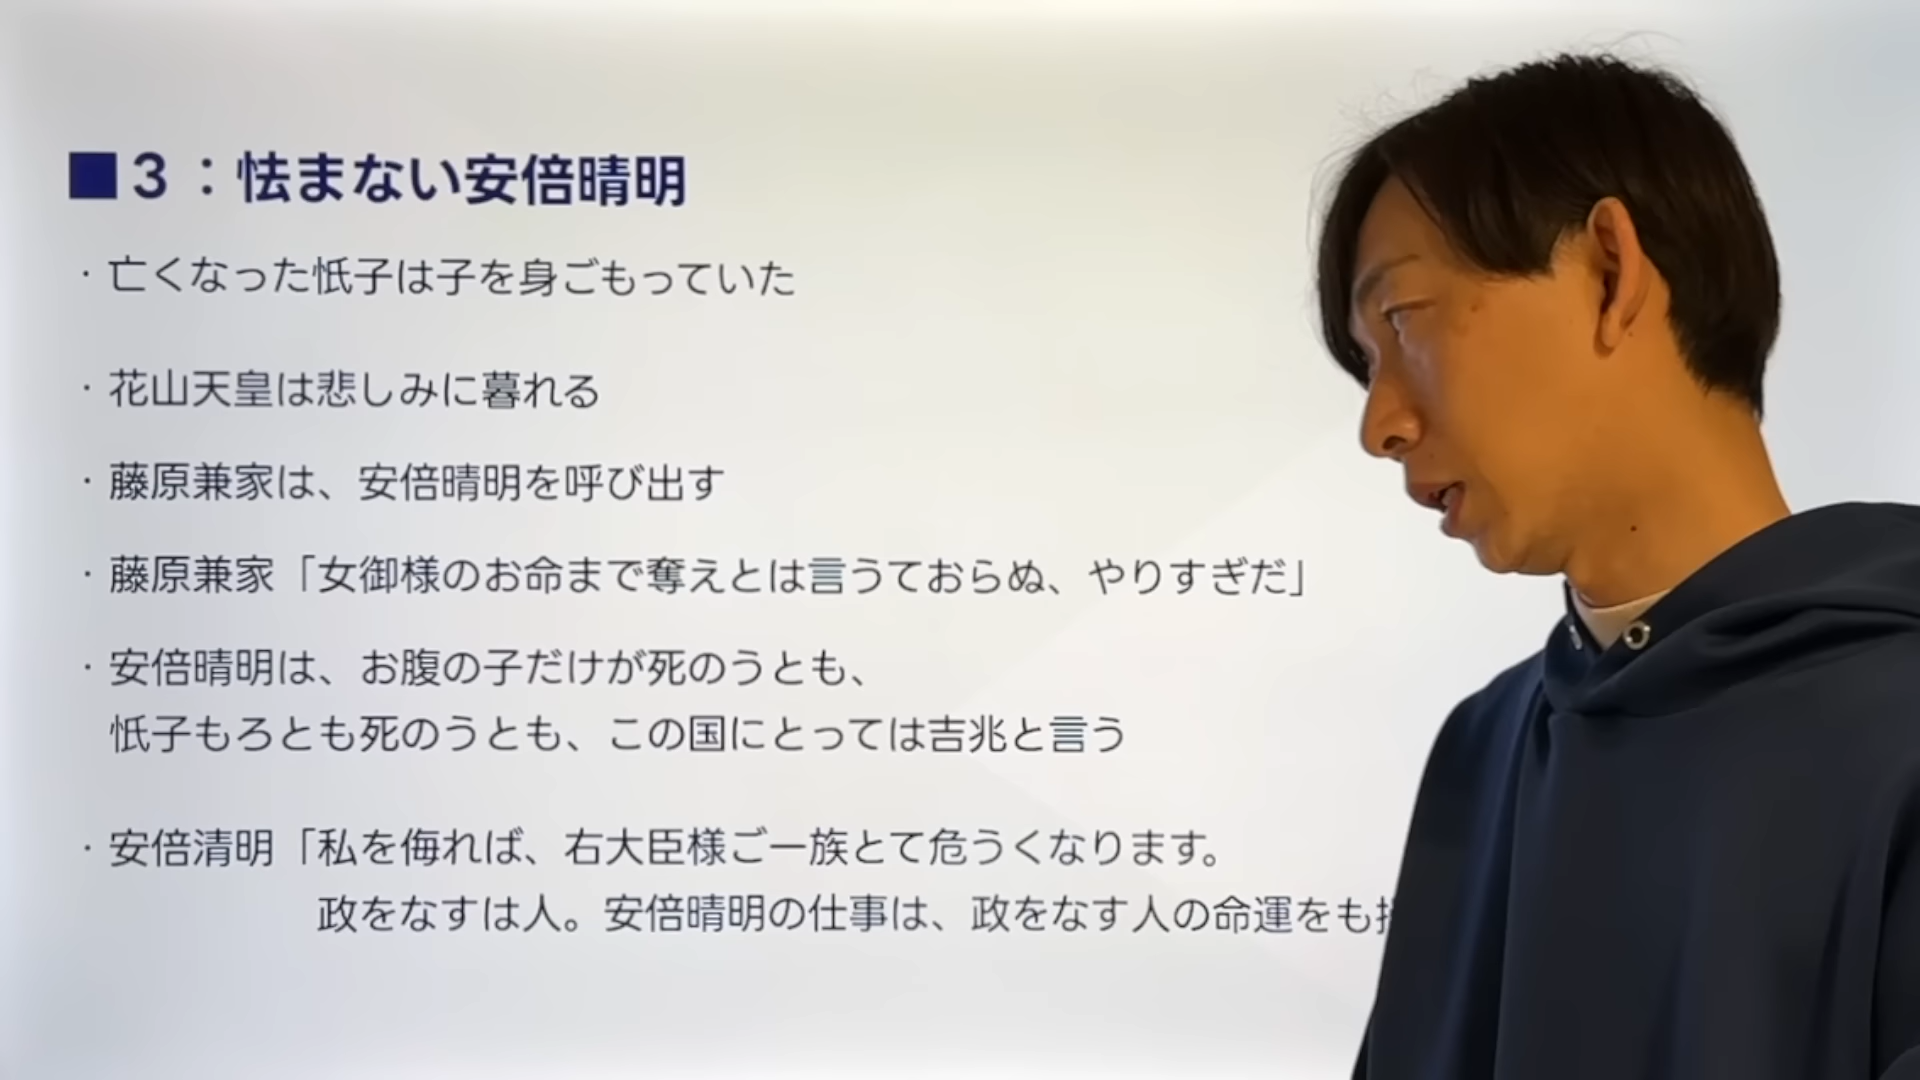 ■3：怯まない安倍晴明
・亡くなった忯子は子を身ごもっていた
・花山天皇は悲しみに暮れる
・藤原兼家は、安倍晴明を呼び出す
・藤原兼家「女御様のお命まで奪えとは言うておらぬ、やりすぎだ」
・安倍晴明は、お腹の子だけが死のうとも、
忯子もろとも死のうとも、この国にとっては吉兆と言う
・安倍清明「私を侮れば、右大臣様ご一族とて危うくなります。
政をなすは人。安倍晴明の仕事は、政をなす人の命運をも